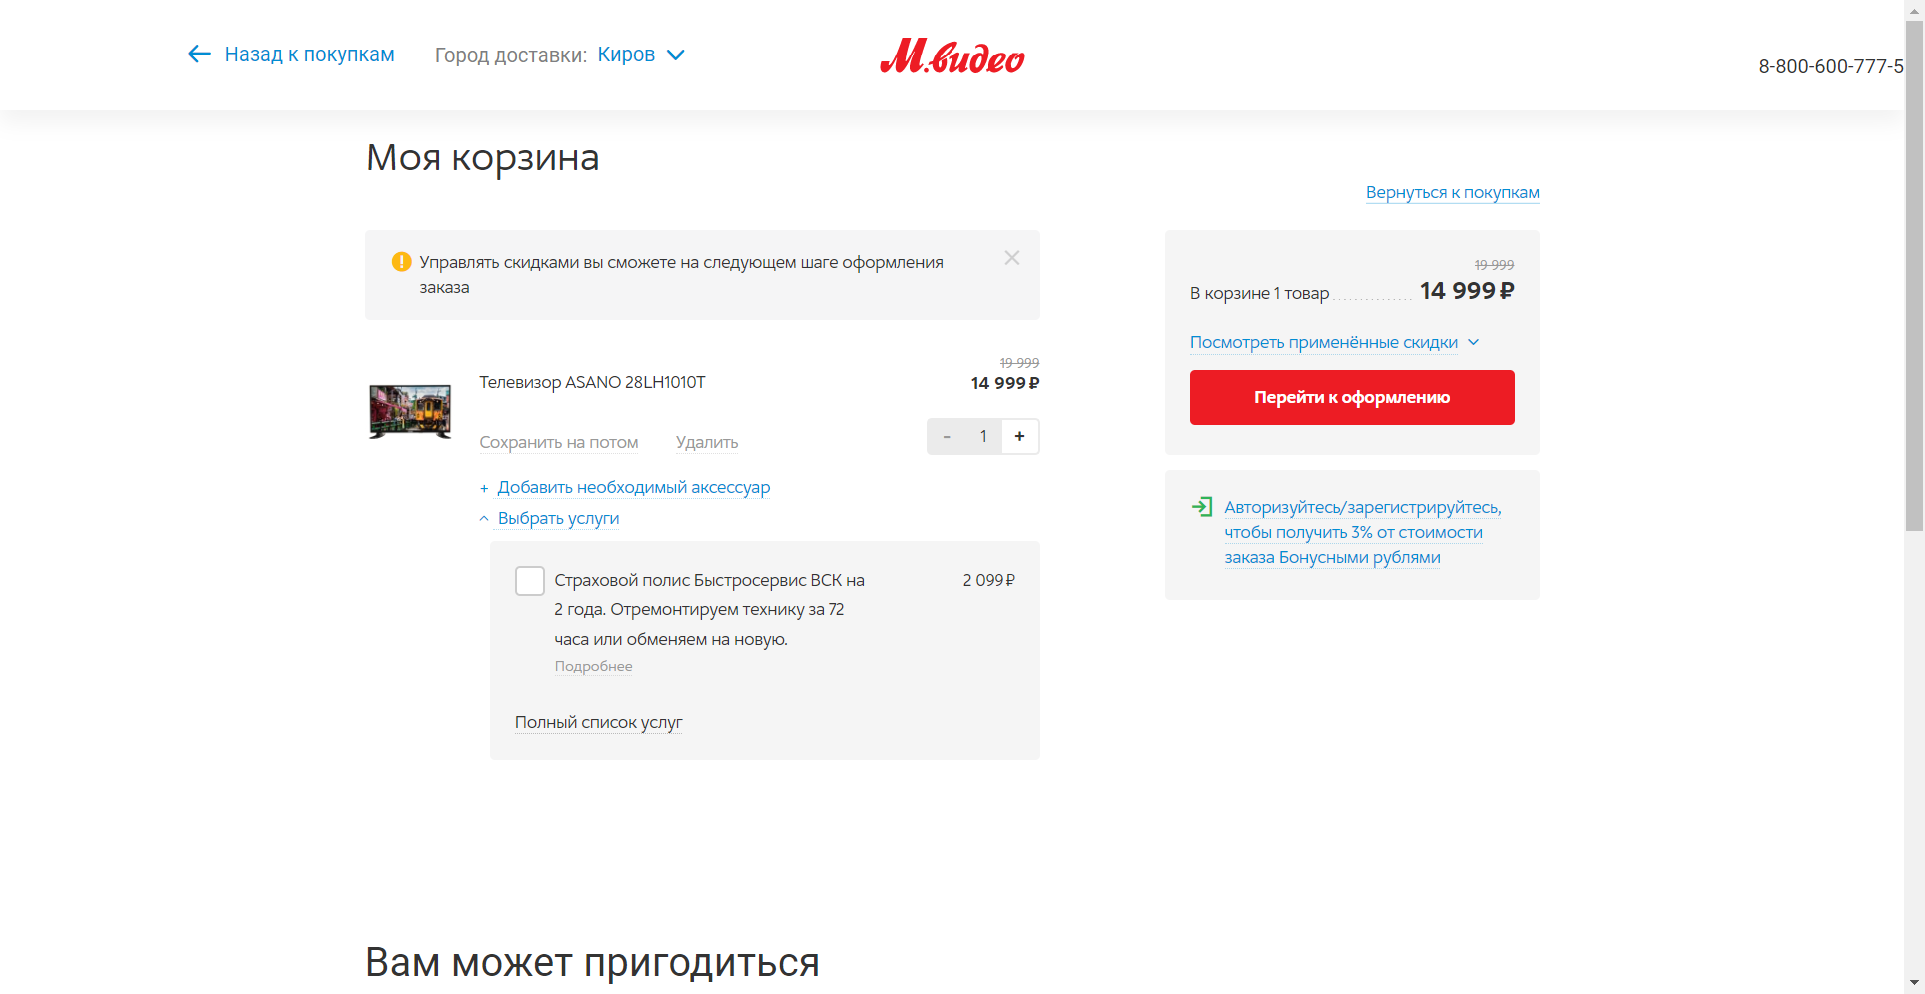 Назад к покупкам
Город доставки: Киров
М.видео
8-800-600-777-5
Моя корзина
Вернуться к покупкам
Управлять скидками вы сможете на следующем шаге оформления
заказа
19 999
В корзине 1 товар 14 999 ₽
Посмотреть применённые скидки
Перейти к оформлению
19 999
Телевизор ASANO 28LH1010T
14 999 ₽
Сохранить на потом
Удалить
- 1 +
+ Добавить необходимый аксессуар
Выбрать услуги
Авторизуйтесь/зарегистрируйтесь,
чтобы получить 3% от стоимости
заказа Бонусными рублями
Страховой полис Быстросервис ВСК на
2 года. Отремонтируем технику за 72
часа или обменяем на новую.
2 099 ₽
Подробнее
Полный список услуг
Вам может пригодиться